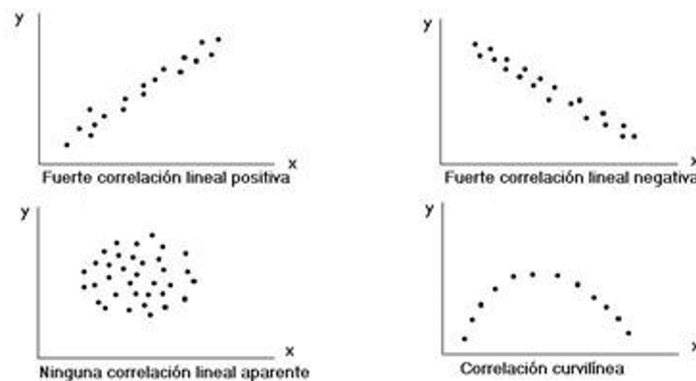 y
x
Fuerte correlación lineal positiva
y
x
Fuerte correlación lineal negativa
y
x
Ninguna correlación lineal aparente
y
x
Correlación curvilínea